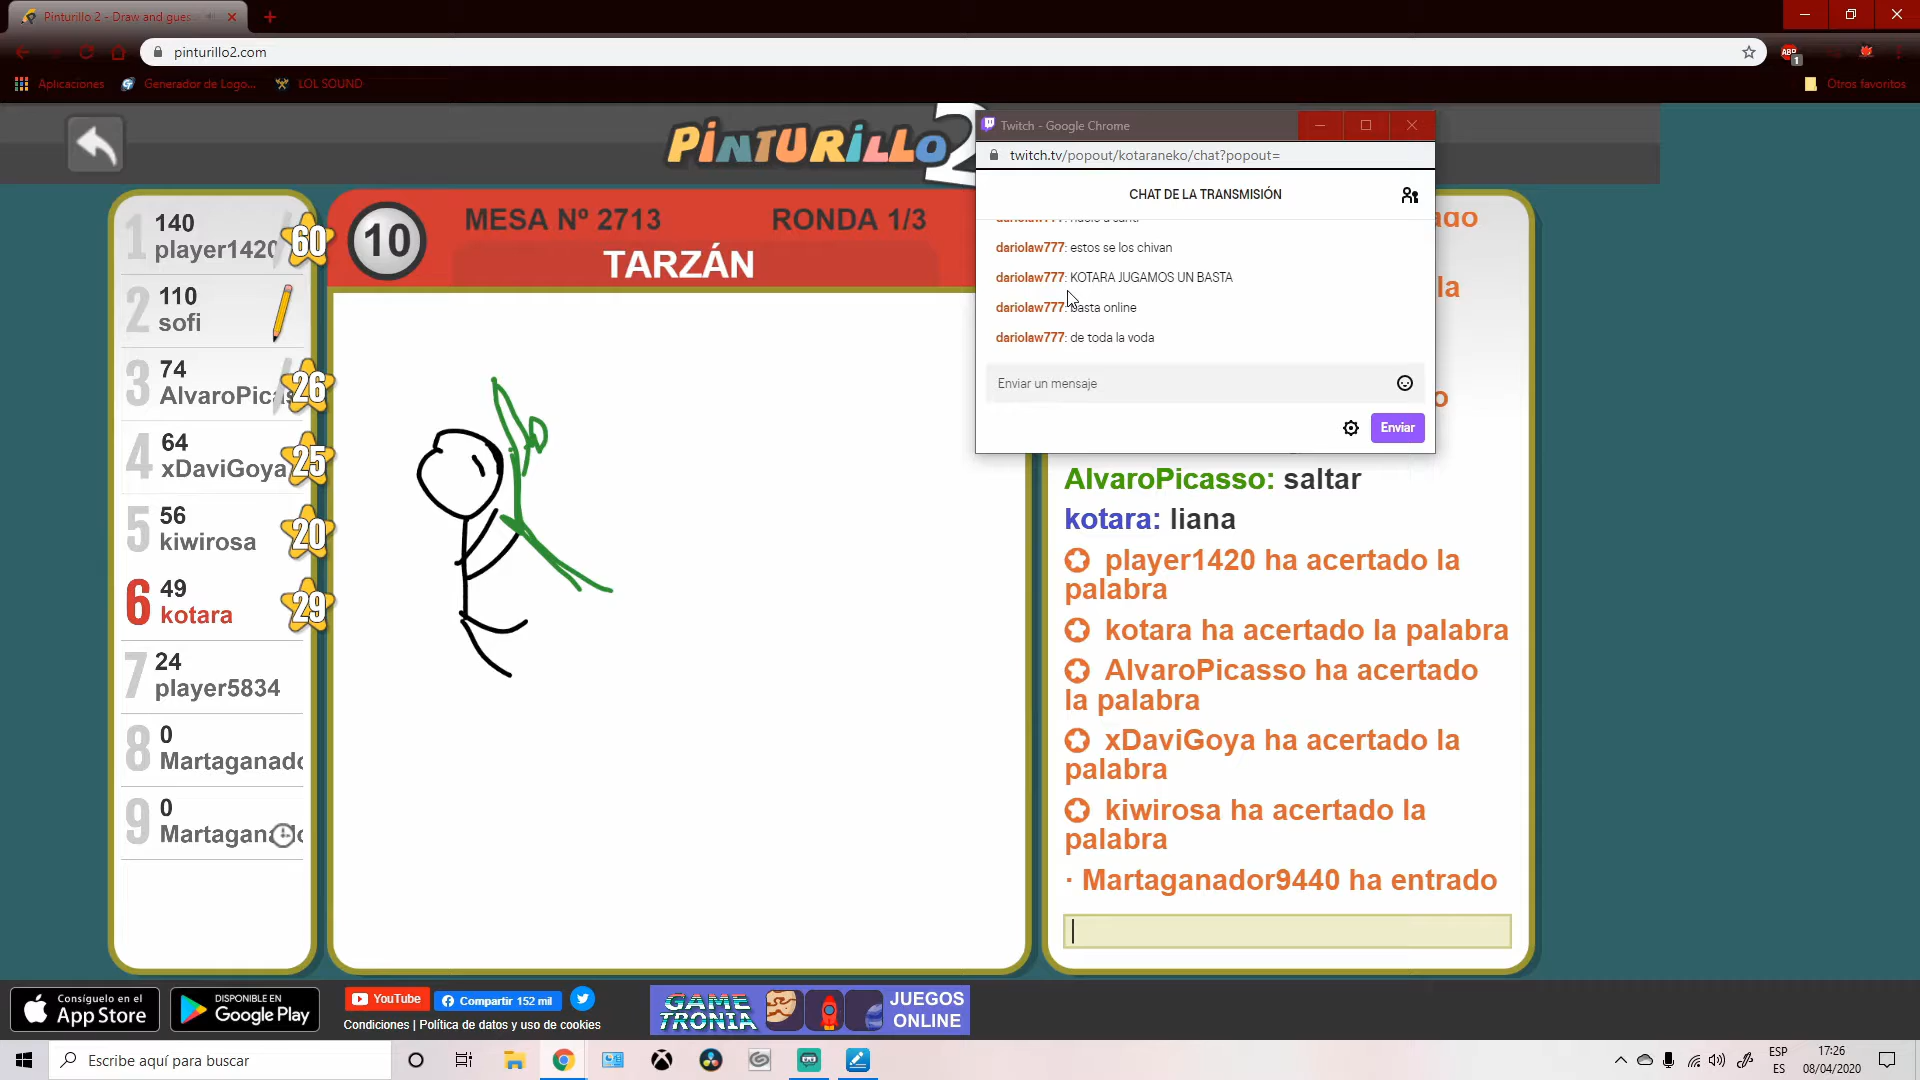 Pinturillo 2 - Draw and gues
pinturillo2.com
ABP
1
Aplicaciones
Generador de Logo...
LOL SOUND
Otros favoritos
PINTURILLO 2
1
140
player1420
60
2
110
sofi
3
74
AlvaroPicas
26
4
64
xDaviGoya
25
5
56
kiwirosa
20
6
49
kotara
29
7
24
player5834
8
0
Martaganado
9
0
10
MESA Nº 2713
RONDA 1/3
TARZÁN
Twitch - Google Chrome
twitch.tv/popout/kotaraneko/chat?popout=
CHAT DE LA TRANSMISIÓN
dariolaw777: estos se los chivan
dariolaw777: KOTARA JUGAMOS UN BASTA
dariolaw777: basta online
dariolaw777: de toda la voda
Enviar un mensaje
Enviar
la
AlvaroPicasso: saltar
kotara: liana
player1420 ha acertado la
palabra
kotara ha acertado la palabra
AlvaroPicasso ha acertado
la palabra
xDaviGoya ha acertado la
palabra
kiwirosa ha acertado la
palabra
· Martaganador9440 ha entrado
Consíguelo en el
App Store
DISPONIBLE EN
Google Play
YouTube
Compartir 152 mil
Condiciones | Política de datos y uso de cookies
GAME
TRONIA
JUEGOS
ONLINE
Escribe aquí para buscar
ESP
ES
17:26
08/04/2020